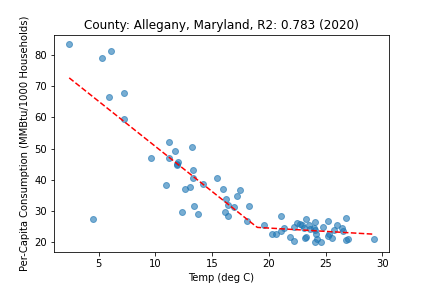 County: Allegany, Maryland, R2: 0.783 (2020)
Per-Capita Consumption (MMBtu/1000 Households)
80
70
60
50
40
30
20
5 10 15 20 25 30
Temp (deg C)